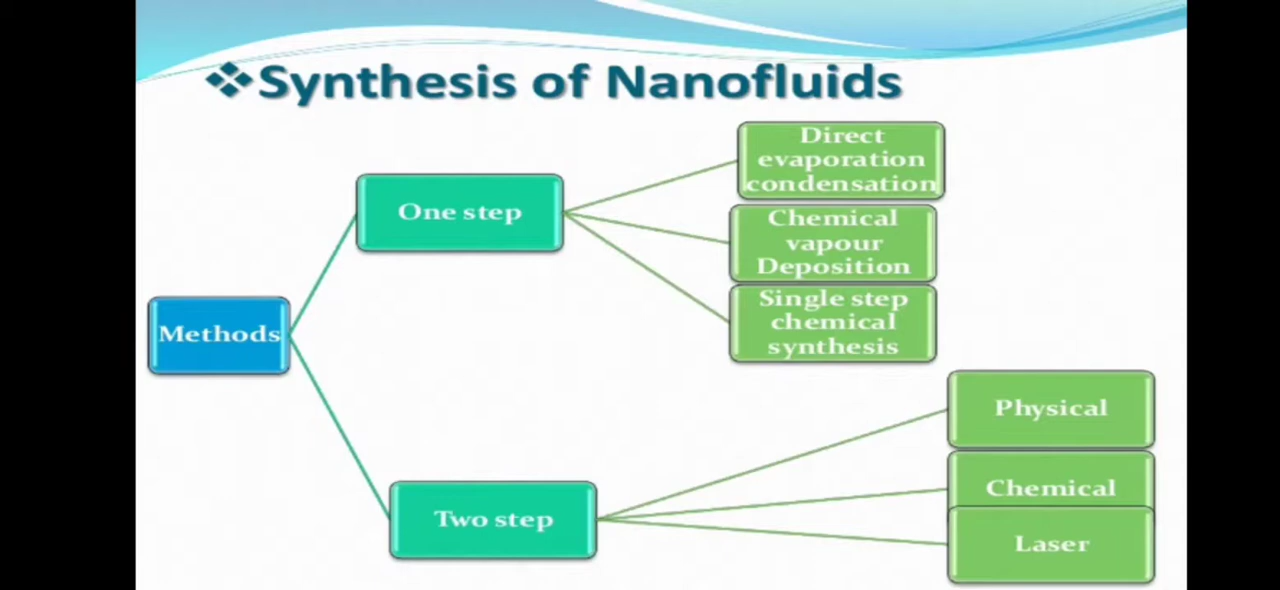 ❖Synthesis of Nanofluids
Direct
evaporation
condensation
One step
Chemical
vapour
Deposition
Single step
chemical
synthesis
Methods
Physical
Chemical
Two step
Laser